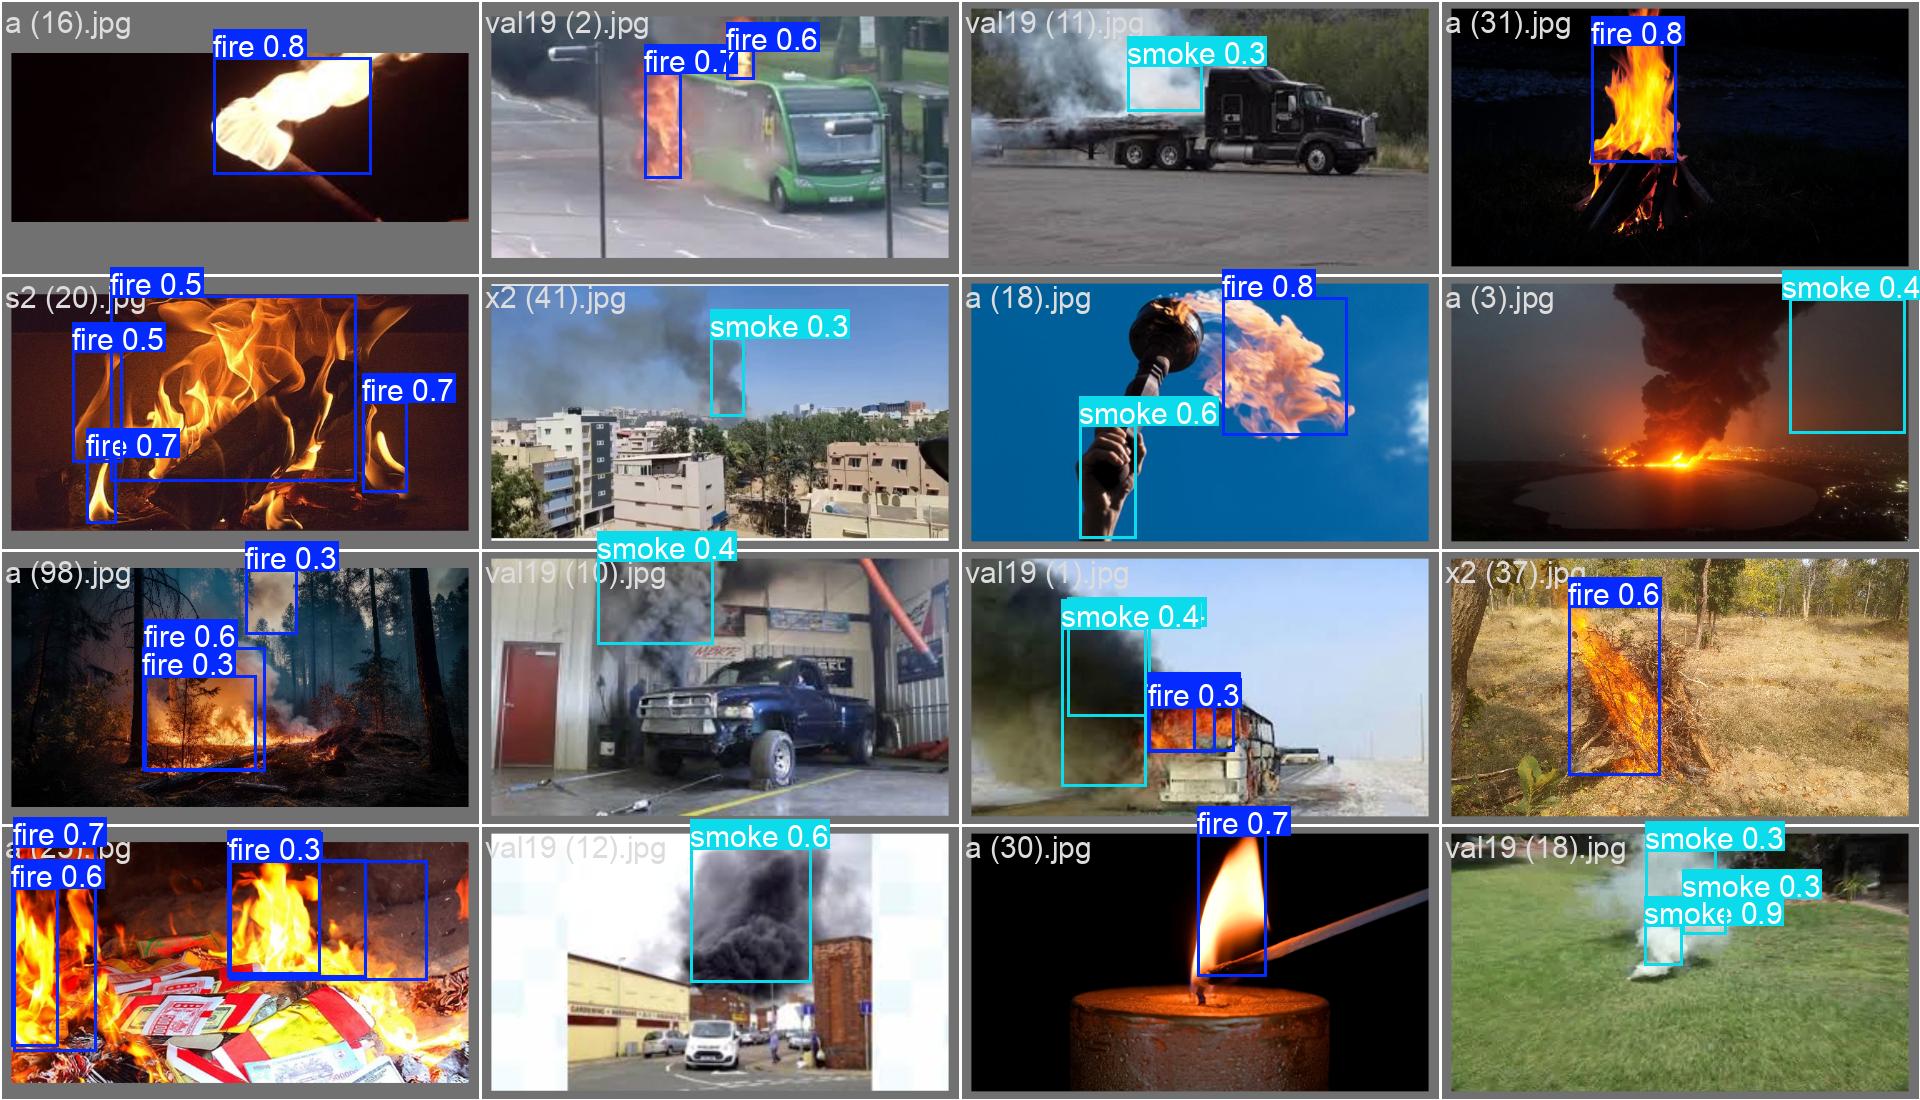 a (16).jpg
fire 0.8
val19 (2).jpg
fire 0.7
fire 0.6
val19 (11).jpg
smoke 0.3
a (31).jpg
fire 0.8
s2 (20).jpg
fire 0.5
fire 0.5
fire 0.7
fire 0.7
x2 (41).jpg
smoke 0.3
a (18).jpg
fire 0.8
smoke 0.6
a (3).jpg
smoke 0.4
a (98).jpg
fire 0.3
fire 0.6
fire 0.3
val19 (10).jpg
smoke 0.4
val19 (1).jpg
smoke 0.4
fire 0.3
x2 (37).jpg
fire 0.6
fire 0.7
fire 0.6
fire 0.3
val19 (12).jpg
smoke 0.6
a (30).jpg
fire 0.7
val19 (18).jpg
smoke 0.3
smoke 0.3
smoke 0.9